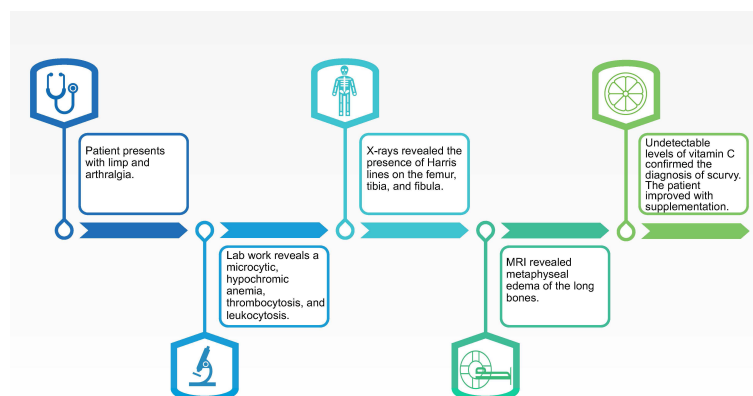 Patient presents
with limp and
arthralgia.
Lab work reveals a
microcytic,
hypochromic
anemia,
thrombocytosis, and
leukocytosis.
X-rays revealed the
presence of Harris
lines on the femur,
tibia, and fibula.
MRI revealed
metaphyseal
edema of the long
bones.
Undetectable
levels of vitamin C
confirmed the
diagnosis of scurvy.
The patient
improved with
supplementation.